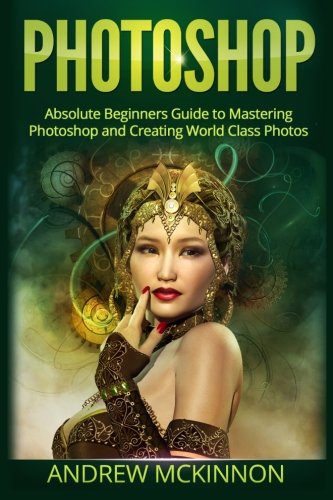 PHOTOSHOP
Absolute Beginners Guide to Mastering
Photoshop and Creating World Class Photos
ANDREW MCKINNON